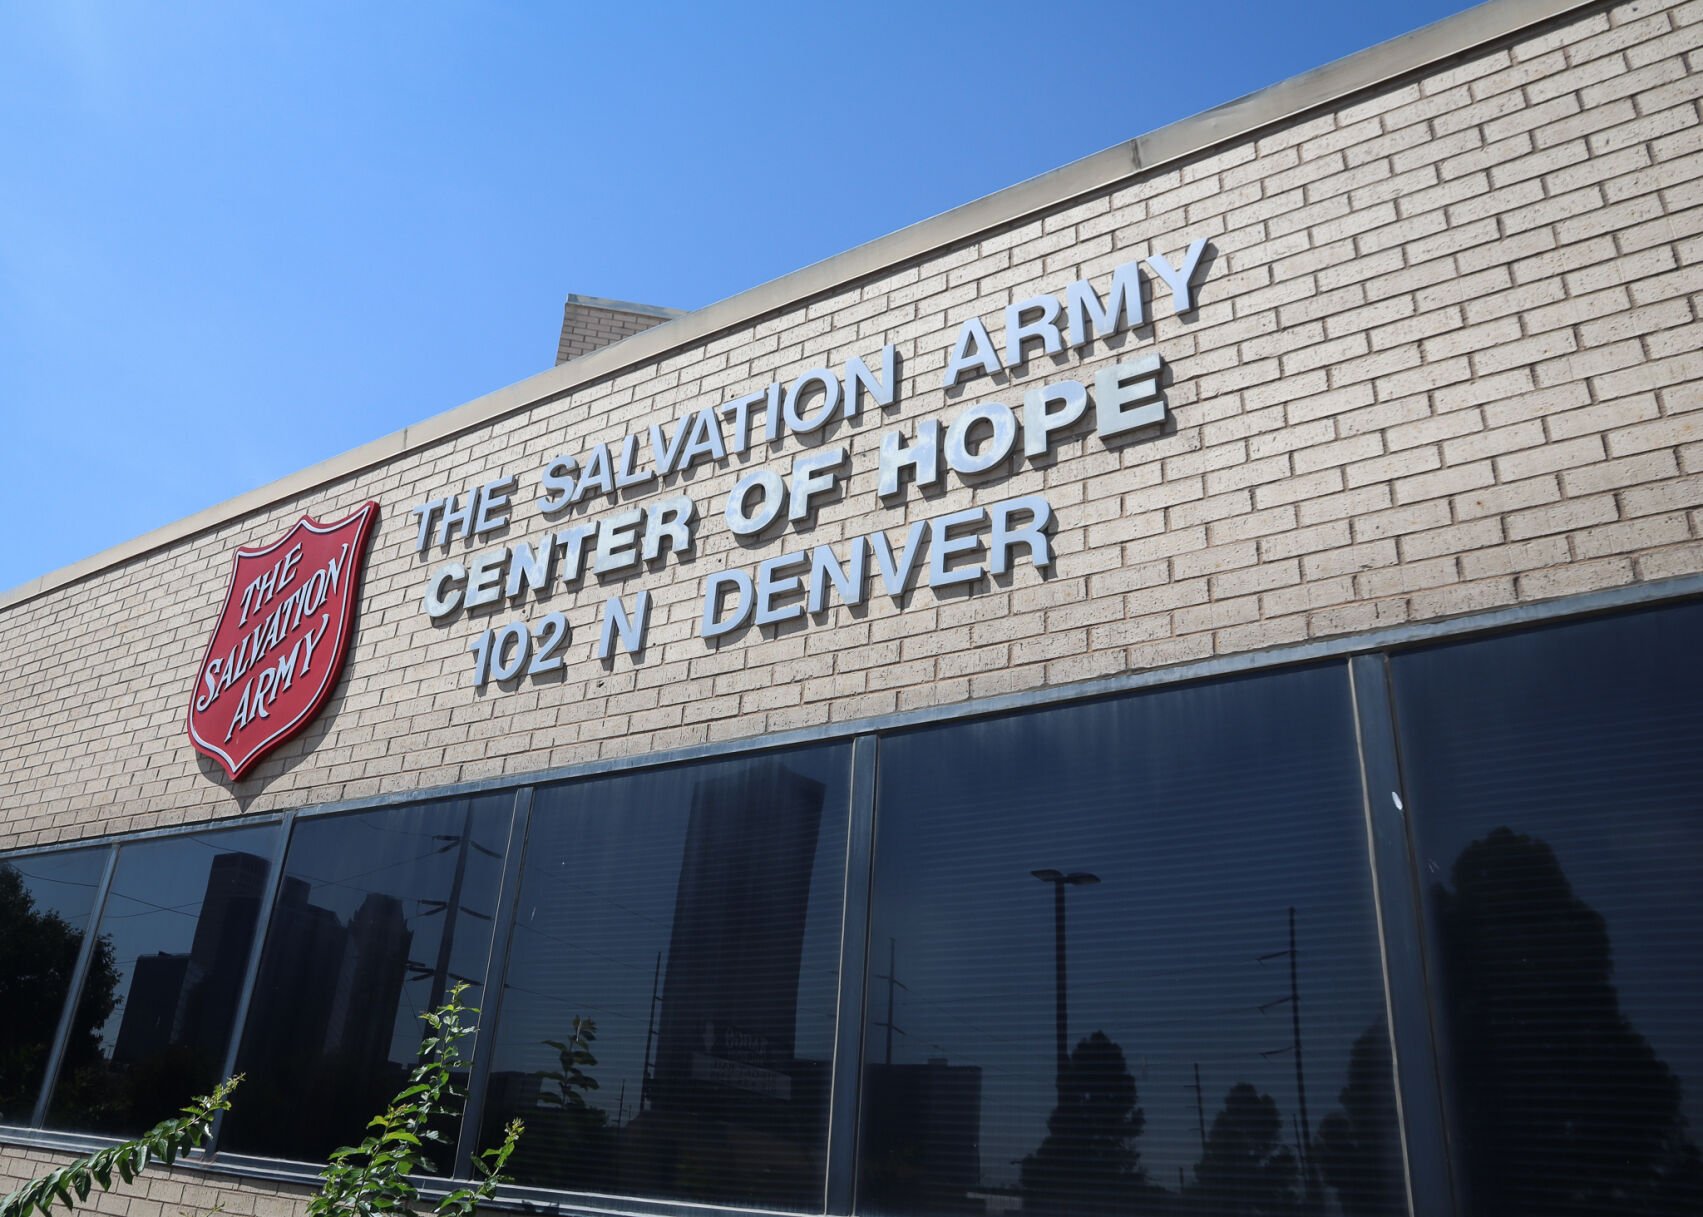 THE SALVATION ARMY
CENTER OF HOPE
102 N DENVER
THE
SALVATION
ARMY